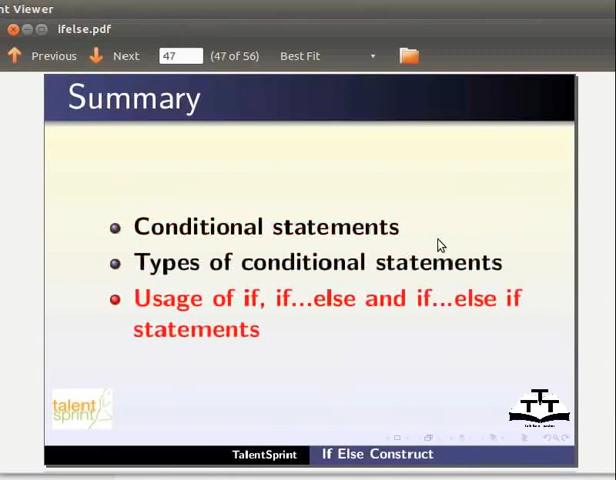 nt Viewer
ifelse.pdf
Previous Next 47 (47 of 56) Best Fit
Summary
Conditional statements
Types of conditional statements
Usage of if, if...else and if...else if
statements
talent
sprint
TTT
TalentSprint If Else Construct